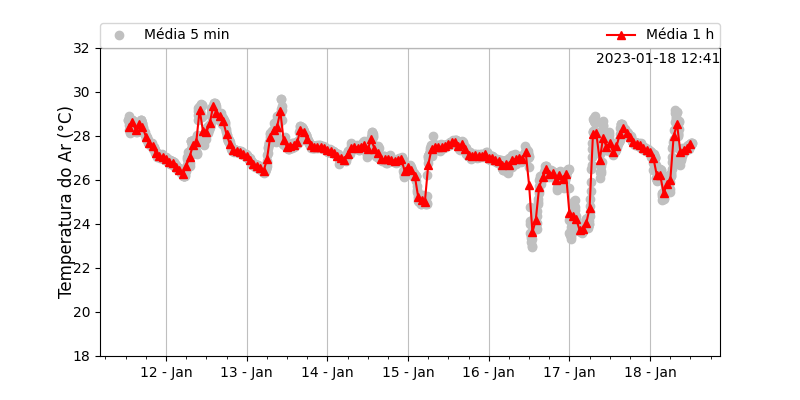 Média 5 min
Média 1 h
2023-01-18 12:41
Temperatura do Ar (°C)
32
30
28
26
24
22
20
18
12 - Jan
13 - Jan
14 - Jan
15 - Jan
16 - Jan
17 - Jan
18 - Jan